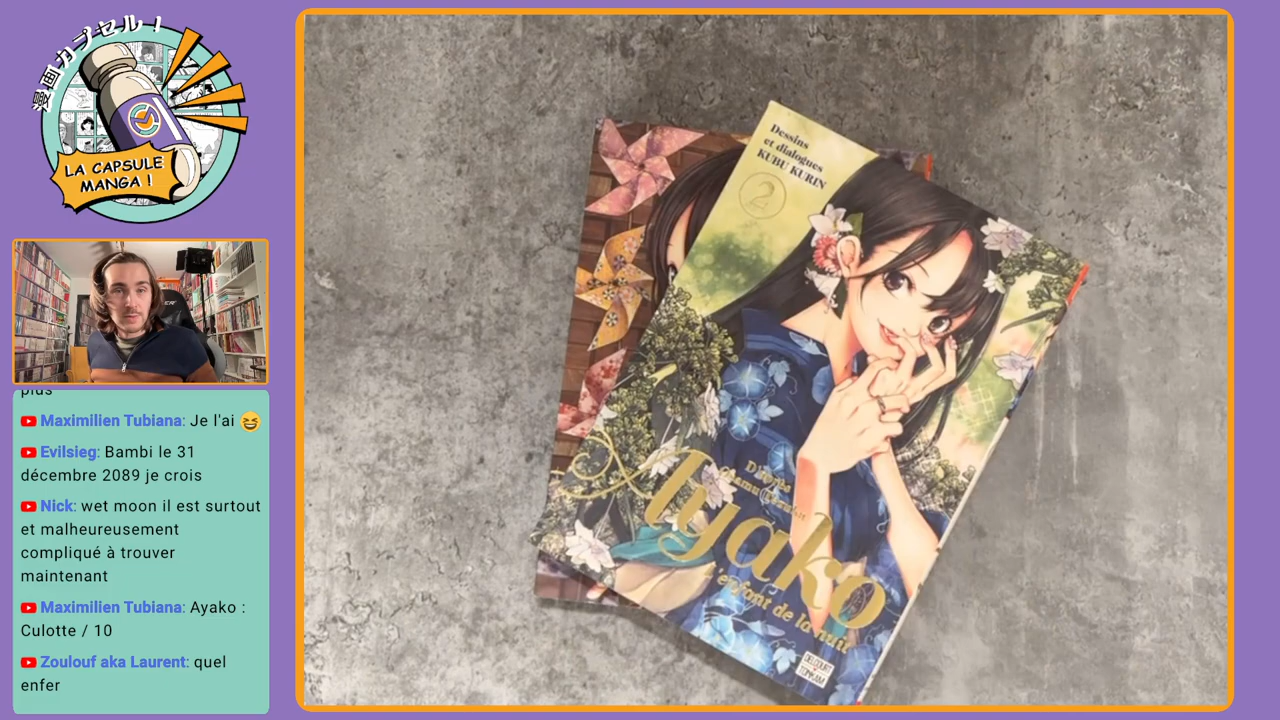 漫画カプセル！
LA CAPSULE
MANGA !
plus
Maximilien Tubiana: Je l'ai 😆
Evilsieg: Bambi le 31
décembre 2089 je crois
Nick: wet moon il est surtout
et malheureusement
compliqué à trouver
maintenant
Maximilien Tubiana: Ayako :
Culotte / 10
Zoulouf aka Laurent: quel
enfer
Dessins
et dialogues
KUBU KURIN
2
Ayako
l'enfant de la nuit
DELCOURT
TONKAM